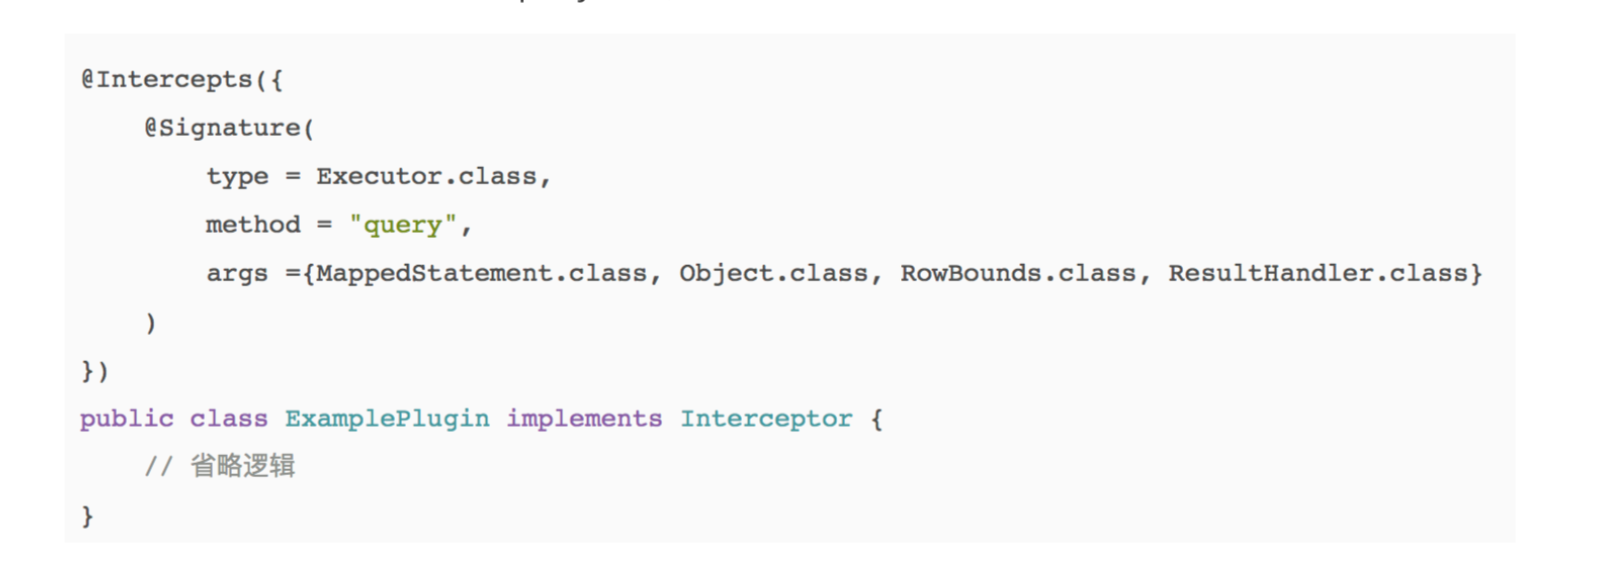 @Intercepts({
@Signature(
type = Executor.class,
method = "query",
args ={MappedStatement.class, Object.class, RowBounds.class, ResultHandler.class}
)
})
public class ExamplePlugin implements Interceptor {
// 省略逻辑
}